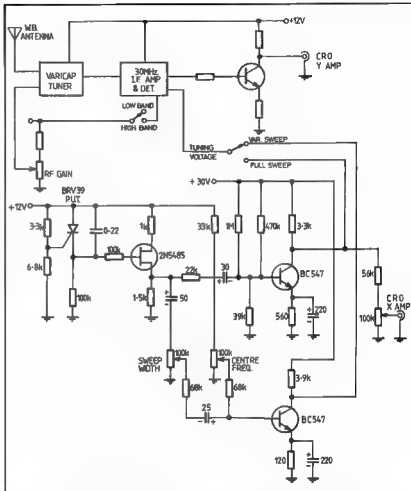 W.B.
ANTENNA
+12V
CRO
Y AMP
VARICAP
TUNER
30MHz
I.F. AMP
& DET.
LOW BAND
HIGH BAND
RF GAIN
TUNING
VOLTAGE
VAR. SWEEP
FULL SWEEP
+30V
BRY39
P.U.T.
+12V
3·3k
0·22
1k
33k
1M
470k
3·3k
100k
2N5485
6·8k
100k
1·5k
22k
30
BC547
56k
CRO
X AMP
100k
50
39k
560
220
100k
SWEEP
WIDTH
100k
CENTRE
FREQ.
3·9k
68k
68k
25
BC547
120
220